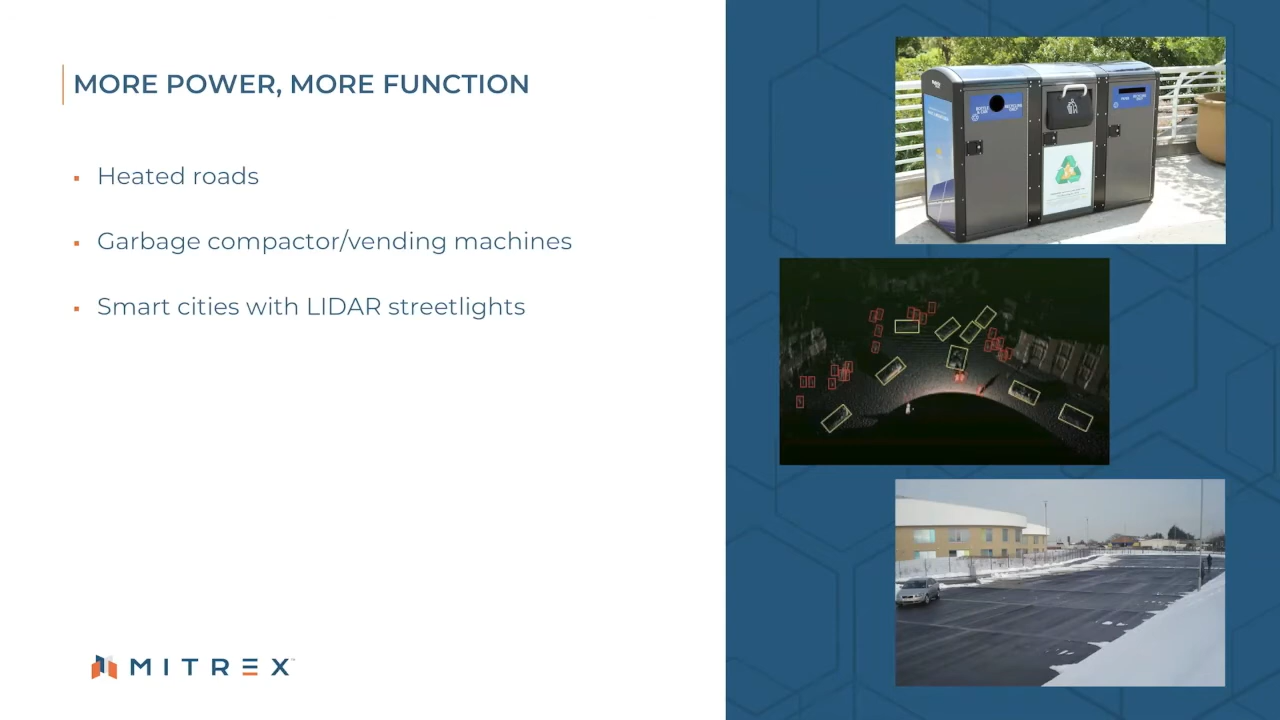 MORE POWER, MORE FUNCTION
▪ Heated roads
▪ Garbage compactor/vending machines
▪ Smart cities with LIDAR streetlights
MITREX